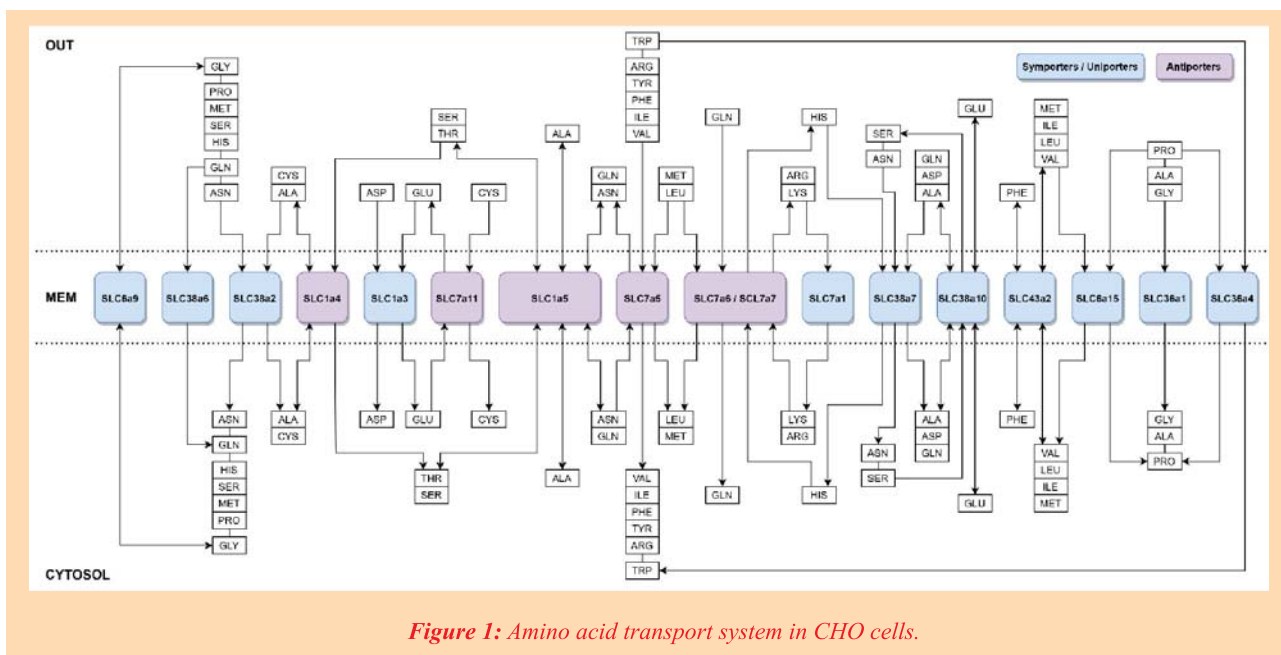 OUT
Symporters / Uniporters
Antiporters
TRP
ARG
TYR
PHE
ILE
VAL
GLY
PRO
MET
SER
HIS
GLN
ASN
CYS
ALA
SER
THR
ASP
GLU
CYS
ALA
GLN
ASN
MET
LEU
GLN
HIS
ARG
LYS
SER
ASN
GLN
ASP
ALA
GLU
PHE
MET
ILE
LEU
VAL
PRO
ALA
GLY
MEM
SLC6a9
SLC38a6
SLC38a2
SLC1a4
SLC1a3
SLC7a11
SLC1a5
SLC7a5
SLC7a6 / SCL7a7
SLC7a1
SLC38a7
SLC38a10
SLC43a2
SLC6a15
SLC36a1
SLC36a4
ASN
GLN
HIS
SER
MET
PRO
GLY
ALA
CYS
THR
SER
ASP
GLU
CYS
ALA
ASN
GLN
VAL
ILE
PHE
TYR
ARG
TRP
LEU
MET
GLN
LYS
ARG
HIS
ASN
SER
ALA
ASP
GLN
GLU
PHE
VAL
LEU
ILE
MET
GLY
ALA
PRO
CYTOSOL
Figure 1: Amino acid transport system in CHO cells.